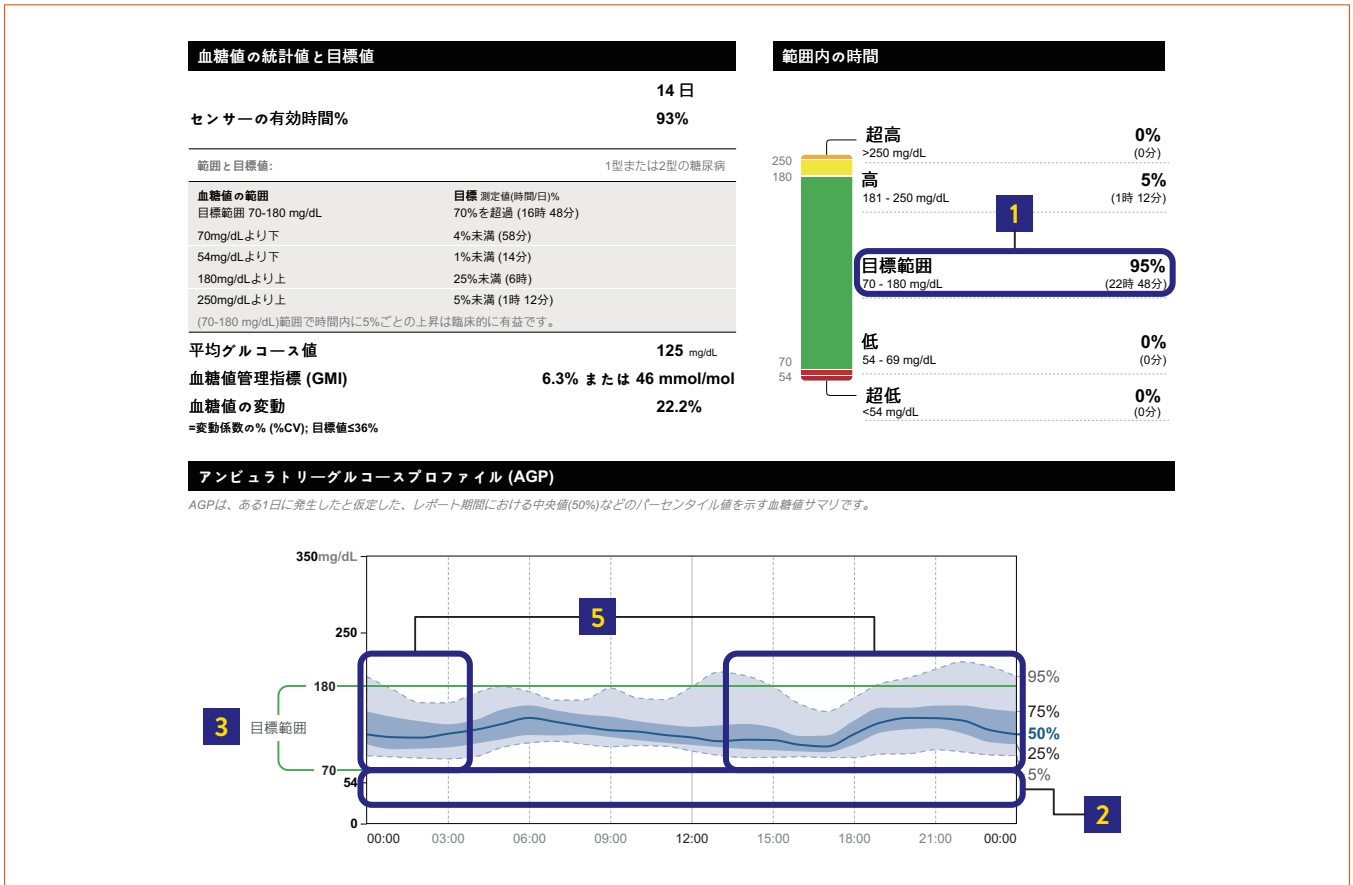 血糖値の統計値と目標値
14 日
センサーの有効時間% 93%
範囲と目標値: 1型または2型の糖尿病
血糖値の範囲 目標 測定値(時間/日)%
目標範囲 70-180 mg/dL 70%を超過 (16時 48分)
70mg/dLより下 4%未満 (58分)
54mg/dLより下 1%未満 (14分)
180mg/dLより上 25%未満 (6時)
250mg/dLより上 5%未満 (1時 12分)
(70-180 mg/dL)範囲で時間内に5%ごとの上昇は臨床的に有益です。
平均グルコース値 125 mg/dL
血糖値管理指標 (GMI) 6.3% または 46 mmol/mol
血糖値の変動 22.2%
=変動係数の% (%CV); 目標値≤36%
範囲内の時間
超高 0%
>250 mg/dL (0分)
250
180
高 5%
181 - 250 mg/dL (1時 12分)
1
目標範囲 95%
70 - 180 mg/dL (22時 48分)
低 0%
54 - 69 mg/dL (0分)
70
54
超低 0%
<54 mg/dL (0分)
アンビュラトリーグルコースプロファイル (AGP)
AGPは、ある1日に発生したと仮定した、レポート期間における中央値(50%)などのパーセンタイル値を示す血糖値サマリです。
350mg/dL
5
250
95%
180
75%
3 目標範囲
50%
25%
70
5%
54
2
0
00:00 03:00 06:00 09:00 12:00 15:00 18:00 21:00 00:00